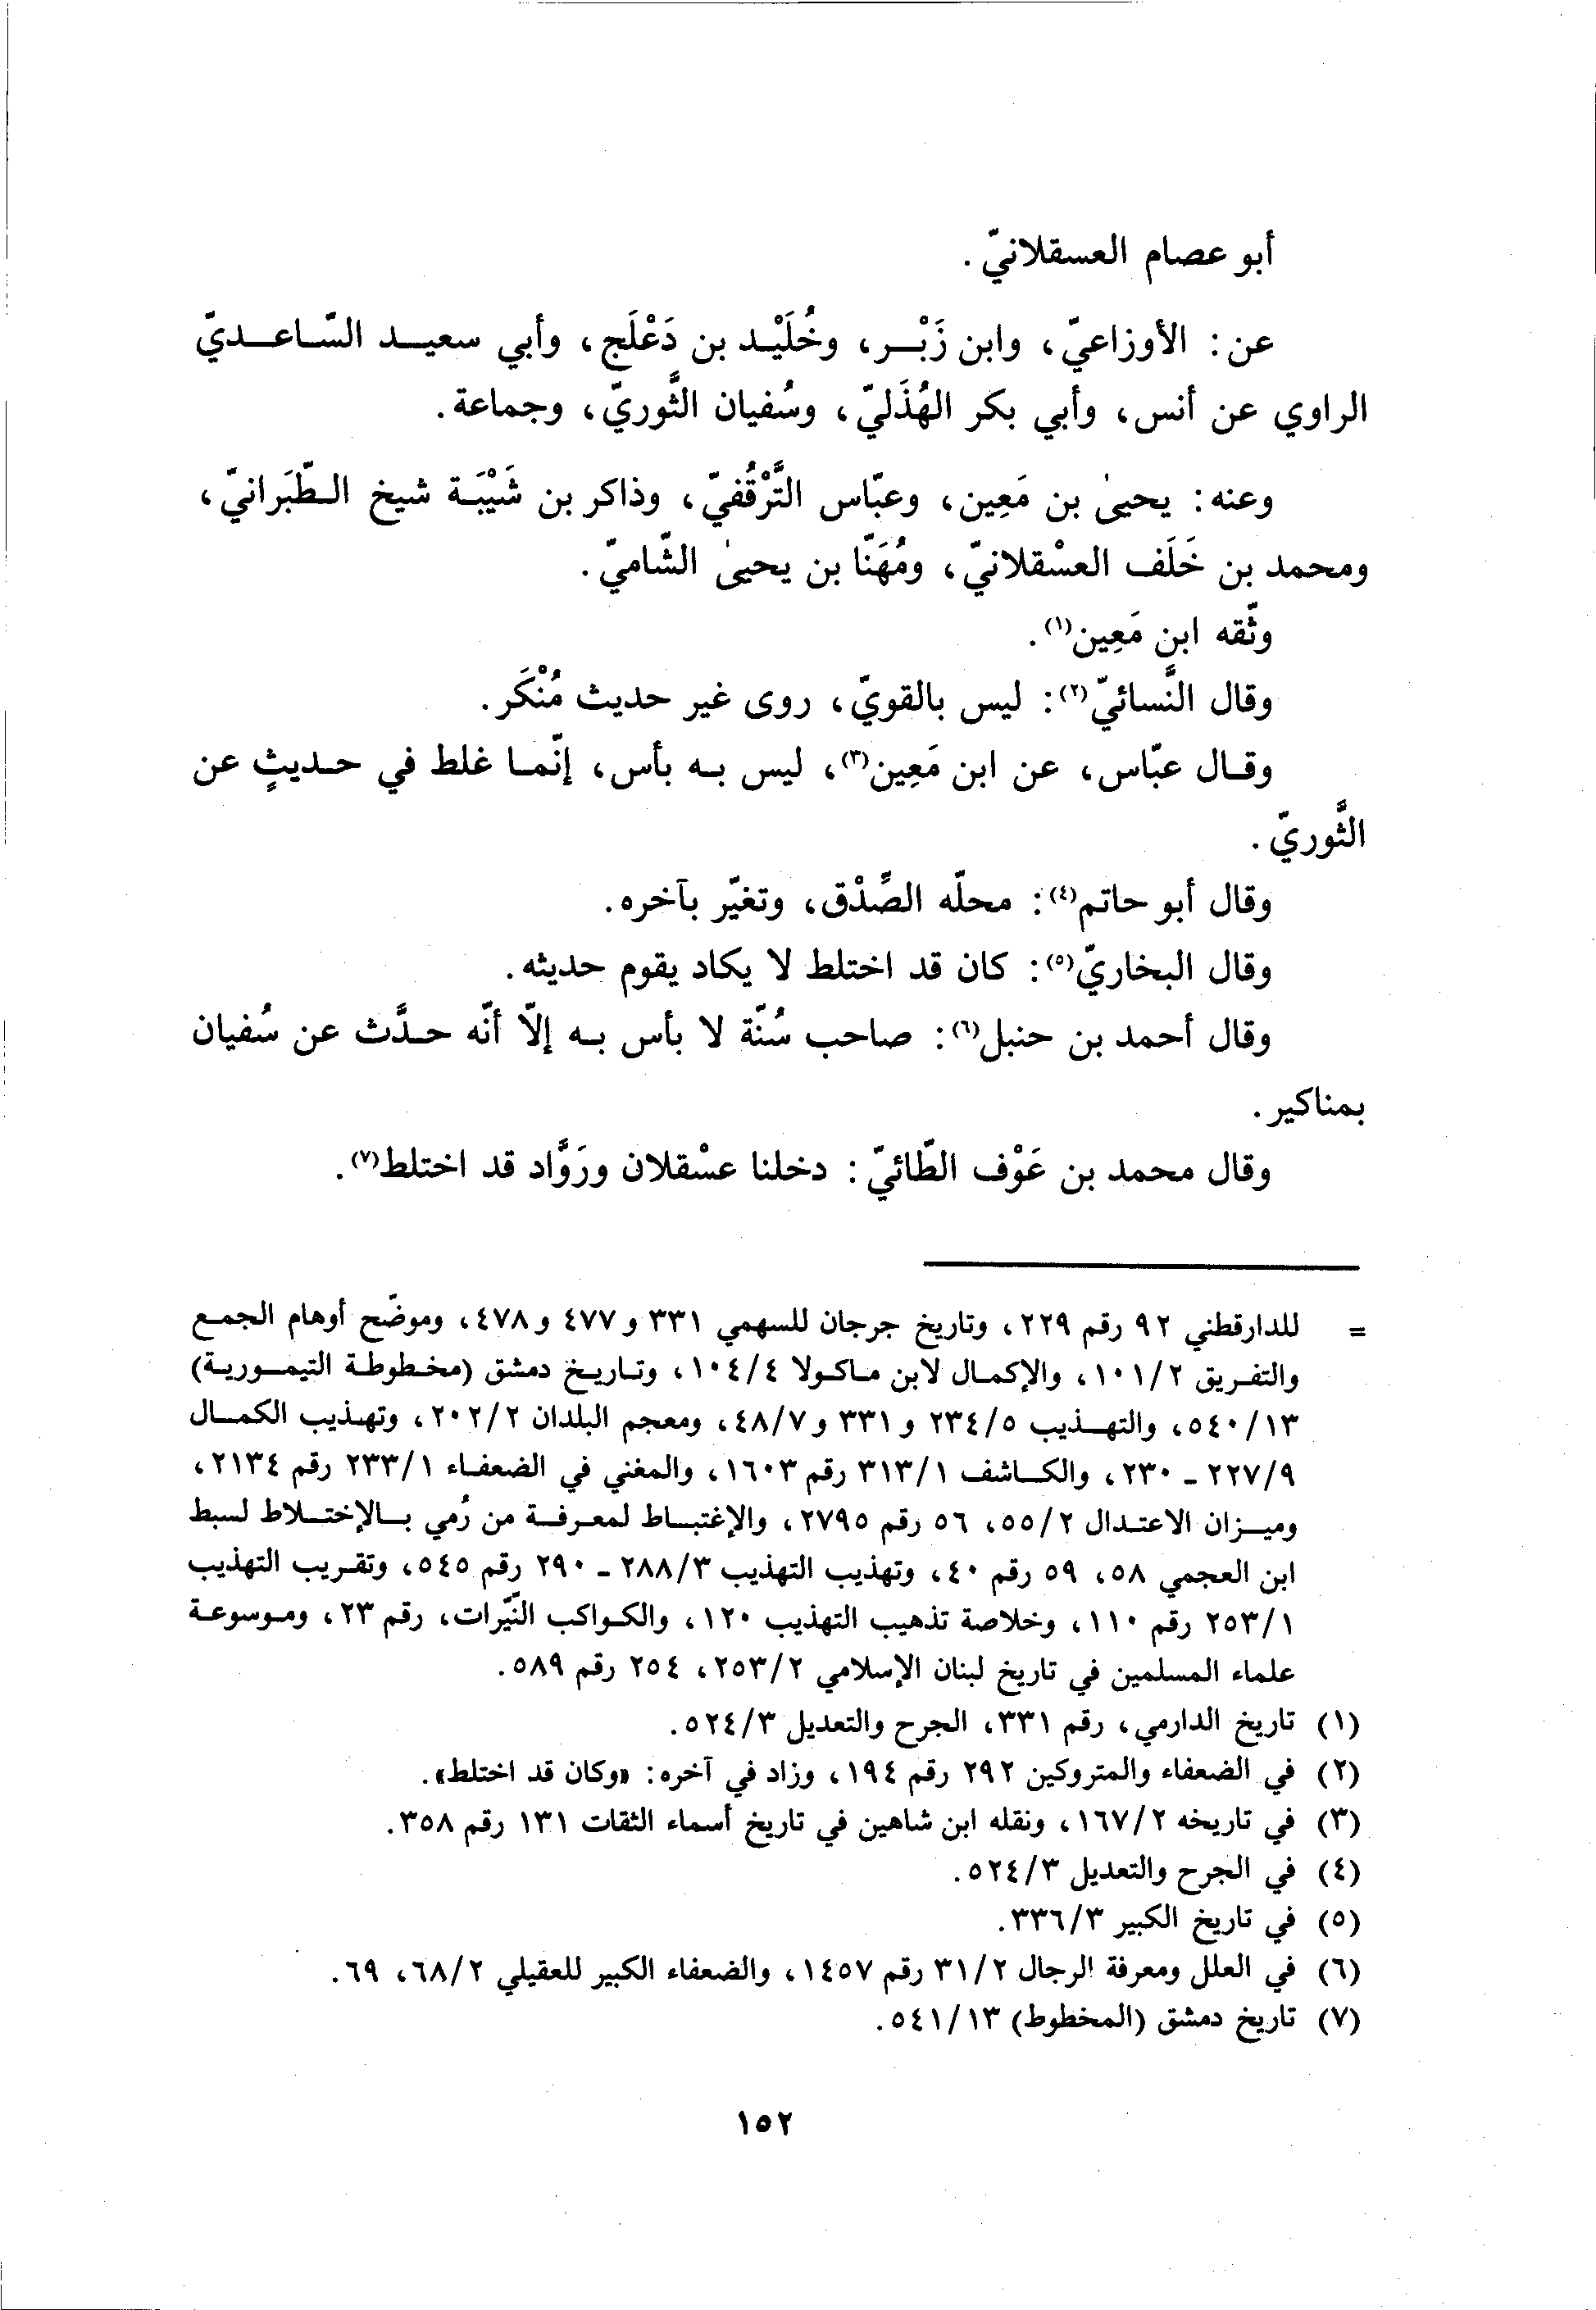 أبو عصام العسقلانيّ.
عن: الأوزاعيّ، وابن زَبْر، وخُلَيْد بن دَعْلَج، وأبي سعيد السّاعديّ
الراوي عن أنس، وأبي بكر الهُذَليّ، وسُفيان الثَّوريّ، وجماعة.
وعنه: يحيىٰ بن مَعِين، وعبّاس التَّرْقُفيّ، وذاكر بن شَيْبَة شيخ الطَّبَرانيّ،
ومحمد بن خَلَف العسْقلانيّ، ومُهَنّا بن يحيىٰ الشّاميّ.
وثّقه ابن مَعِين(١).
وقال النَّسائيّ(٢): ليس بالقويّ، روى غير حديث مُنْكَر.
وقال عبّاس، عن ابن مَعِين(٣)، ليس به بأس، إنّما غلط في حديثٍ عن
الثَّوريّ.
وقال أبو حاتم(٤): محلّه الصِّدْق، وتغيّر بآخره.
وقال البخاريّ(٥): كان قد اختلط لا يكاد يقوم حديثه.
وقال أحمد بن حنبل(٦): صاحب سُنّة لا بأس به إلاّ أنّه حدَّث عن سُفيان
بمناكير.
وقال محمد بن عَوْف الطّائيّ: دخلنا عسْقلان ورَوَّاد قد اختلط(٧).
= للدارقطني ٩٢ رقم ٢٢٩، وتاريخ جرجان للسهمي ٣٣١ و ٤٧٧ و٤٧٨، وموضّح أوهام الجمع
والتفريق ١٠١/٢، والإكمال لابن ماكولا ١٠٤/٤، وتاريخ دمشق (مخطوطة التيمورية)
٥٤٠/١٣، والتهذيب ٢٣٤/٥ و ٣٣١ و٤٨/٧، ومعجم البلدان ٢٠٢/٢، وتهذيب الكمال
٢٢٧/٩ - ٢٣٠، والكاشف ٣١٣/١ رقم ١٦٠٣، والمغني في الضعفاء ٢٣٣/١ رقم ٢١٣٤،
وميزان الاعتدال ٥٥/٢، ٥٦ رقم ٢٧٩٥، والإغتباط لمعرفة من رُمي بالإختلاط لسبط
ابن العجمي ٥٨، ٥٩ رقم ٤٠، وتهذيب التهذيب ٢٨٨/٣ - ٢٩٠ رقم ٥٤٥، وتقريب التهذيب
٢٥٣/١ رقم ١١٠، وخلاصة تذهيب التهذيب ١٢٠، والكواكب النّيّرات، رقم ٢٣، وموسوعة
علماء المسلمين في تاريخ لبنان الإسلامي ٢٥٣/٢، ٢٥٤ رقم ٥٨٩.
(١) تاريخ الدارمي، رقم ٣٣١، الجرح والتعديل ٥٢٤/٣.
(٢) في الضعفاء والمتروكين ٢٩٢ رقم ١٩٤، وزاد في آخره: «وكان قد اختلط».
(٣) في تاريخه ١٦٧/٢، ونقله ابن شاهين في تاريخ أسماء الثقات ١٣١ رقم ٣٥٨.
(٤) في الجرح والتعديل ٥٢٤/٣.
(٥) في تاريخ الكبير ٣٣٦/٣.
(٦) في العلل ومعرفة الرجال ٣١/٢ رقم ١٤٥٧، والضعفاء الكبير للعقيلي ٦٨/٢، ٦٩.
(٧) تاريخ دمشق (المخطوط) ٥٤١/١٣.
١٥٢